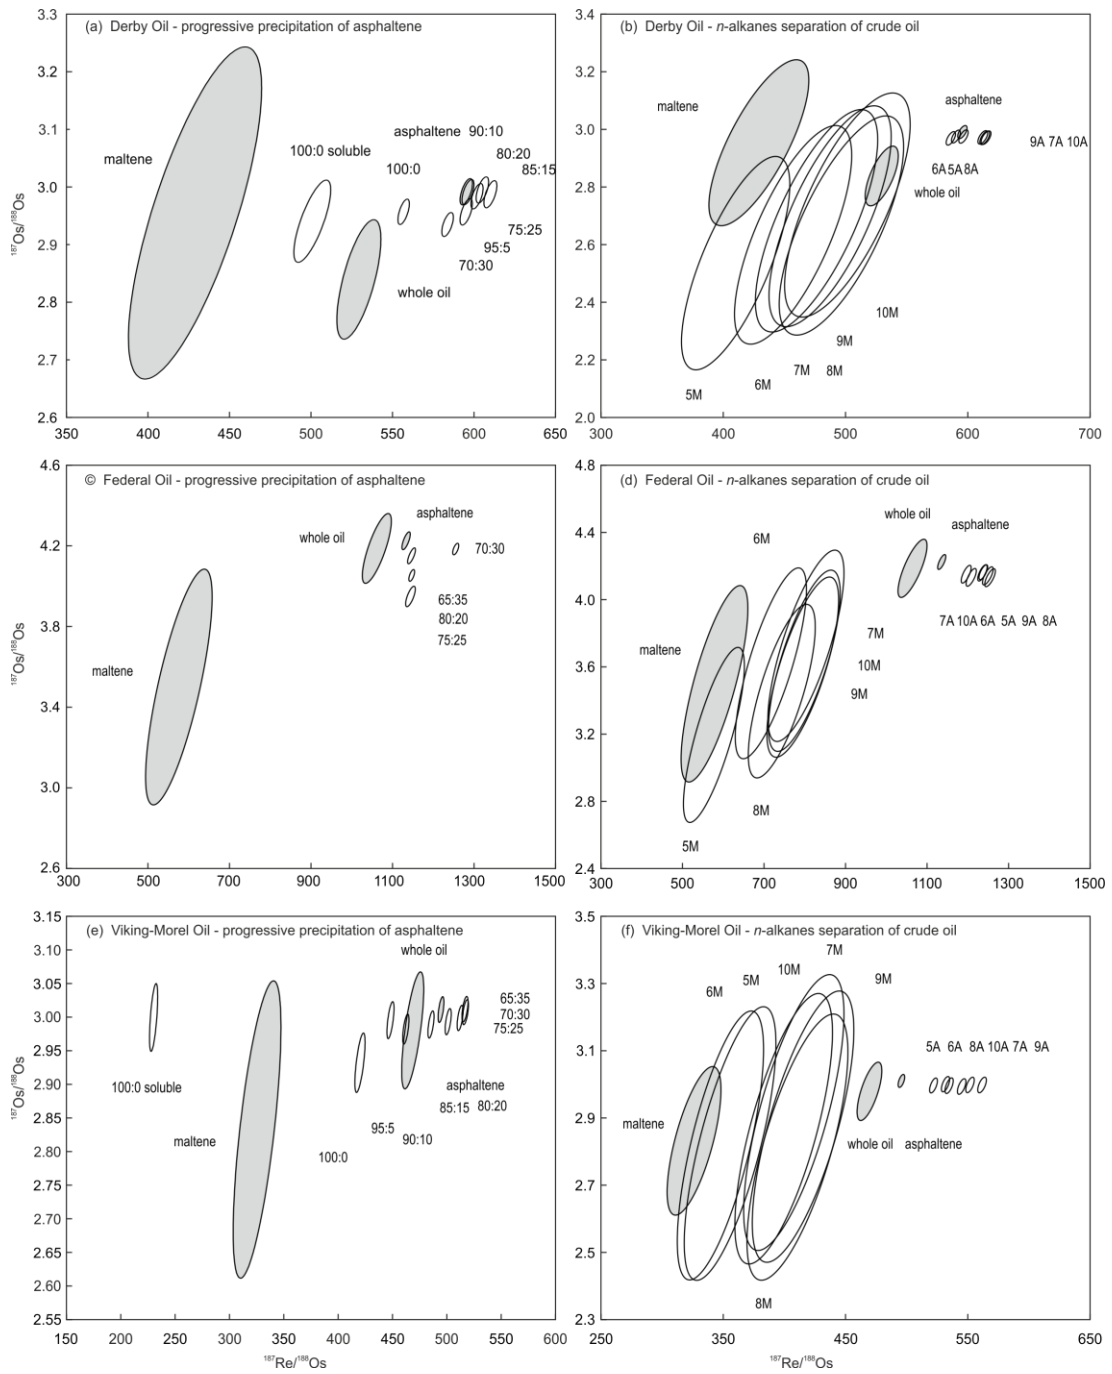 (a) Derby Oil - progressive precipitation of asphaltene
3.3
3.2
3.1
3.0
2.9
2.8
2.7
2.6
350 400 450 500 550 600 650
187Os/188Os
maltene
100:0 soluble
asphaltene 90:10
80:20
100:0
85:15
75:25
95:5
70:30
whole oil
(b) Derby Oil - n-alkanes separation of crude oil
3.4
3.2
3.0
2.8
2.6
2.4
2.2
2.0
300 400 500 600 700
maltene
asphaltene
9A 7A 10A
6A 5A 8A
whole oil
10M
9M
7M 8M
6M
5M
© Federal Oil - progressive precipitation of asphaltene
4.6
4.2
3.8
3.4
3.0
2.6
300 500 700 900 1100 1300 1500
187Os/188Os
asphaltene
whole oil
70:30
65:35
80:20
75:25
maltene
(d) Federal Oil - n-alkanes separation of crude oil
4.8
4.4
4.0
3.6
3.2
2.8
2.4
300 500 700 900 1100 1300 1500
whole oil
asphaltene
6M
7A 10A 6A 5A 9A 8A
7M
maltene
10M
9M
8M
5M
(e) Viking-Morel Oil - progressive precipitation of asphaltene
3.15
3.10
3.05
3.00
2.95
2.90
2.85
2.80
2.75
2.70
2.65
2.60
2.55
150 200 250 300 350 400 450 500 550 600
187Os/188Os
187Re/188Os
whole oil
65:35
70:30
75:25
100:0 soluble
asphaltene
85:15 80:20
95:5
90:10
maltene
100:0
(f) Viking-Morel Oil - n-alkanes separation of crude oil
3.5
3.3
3.1
2.9
2.7
2.5
2.3
250 350 450 550 650
187Re/188Os
7M
10M
9M
5M
6M
5A 6A 8A 10A 7A 9A
maltene
whole oil asphaltene
8M